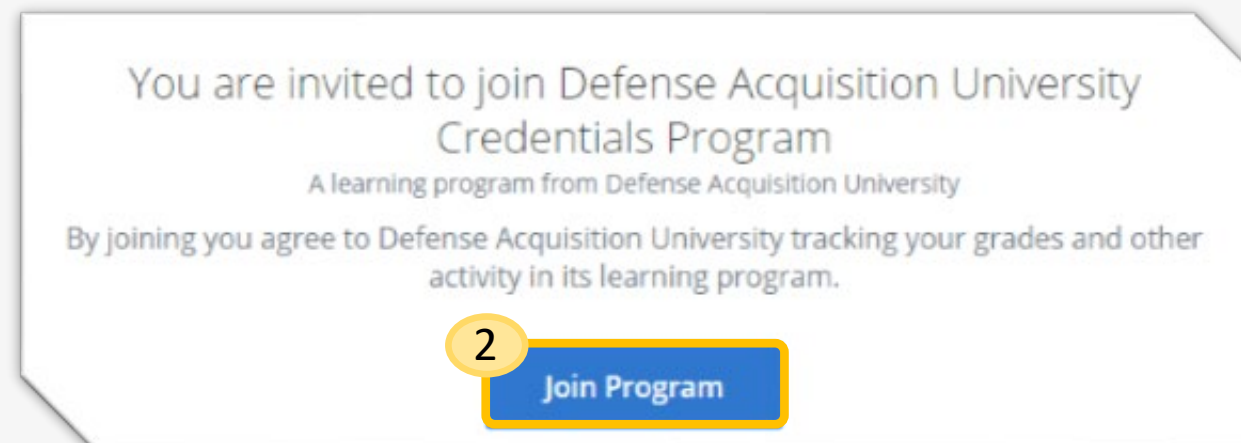 You are invited to join Defense Acquisition University
Credentials Program
A learning program from Defense Acquisition University
By joining you agree to Defense Acquisition University tracking your grades and other
activity in its learning program.
2
Join Program